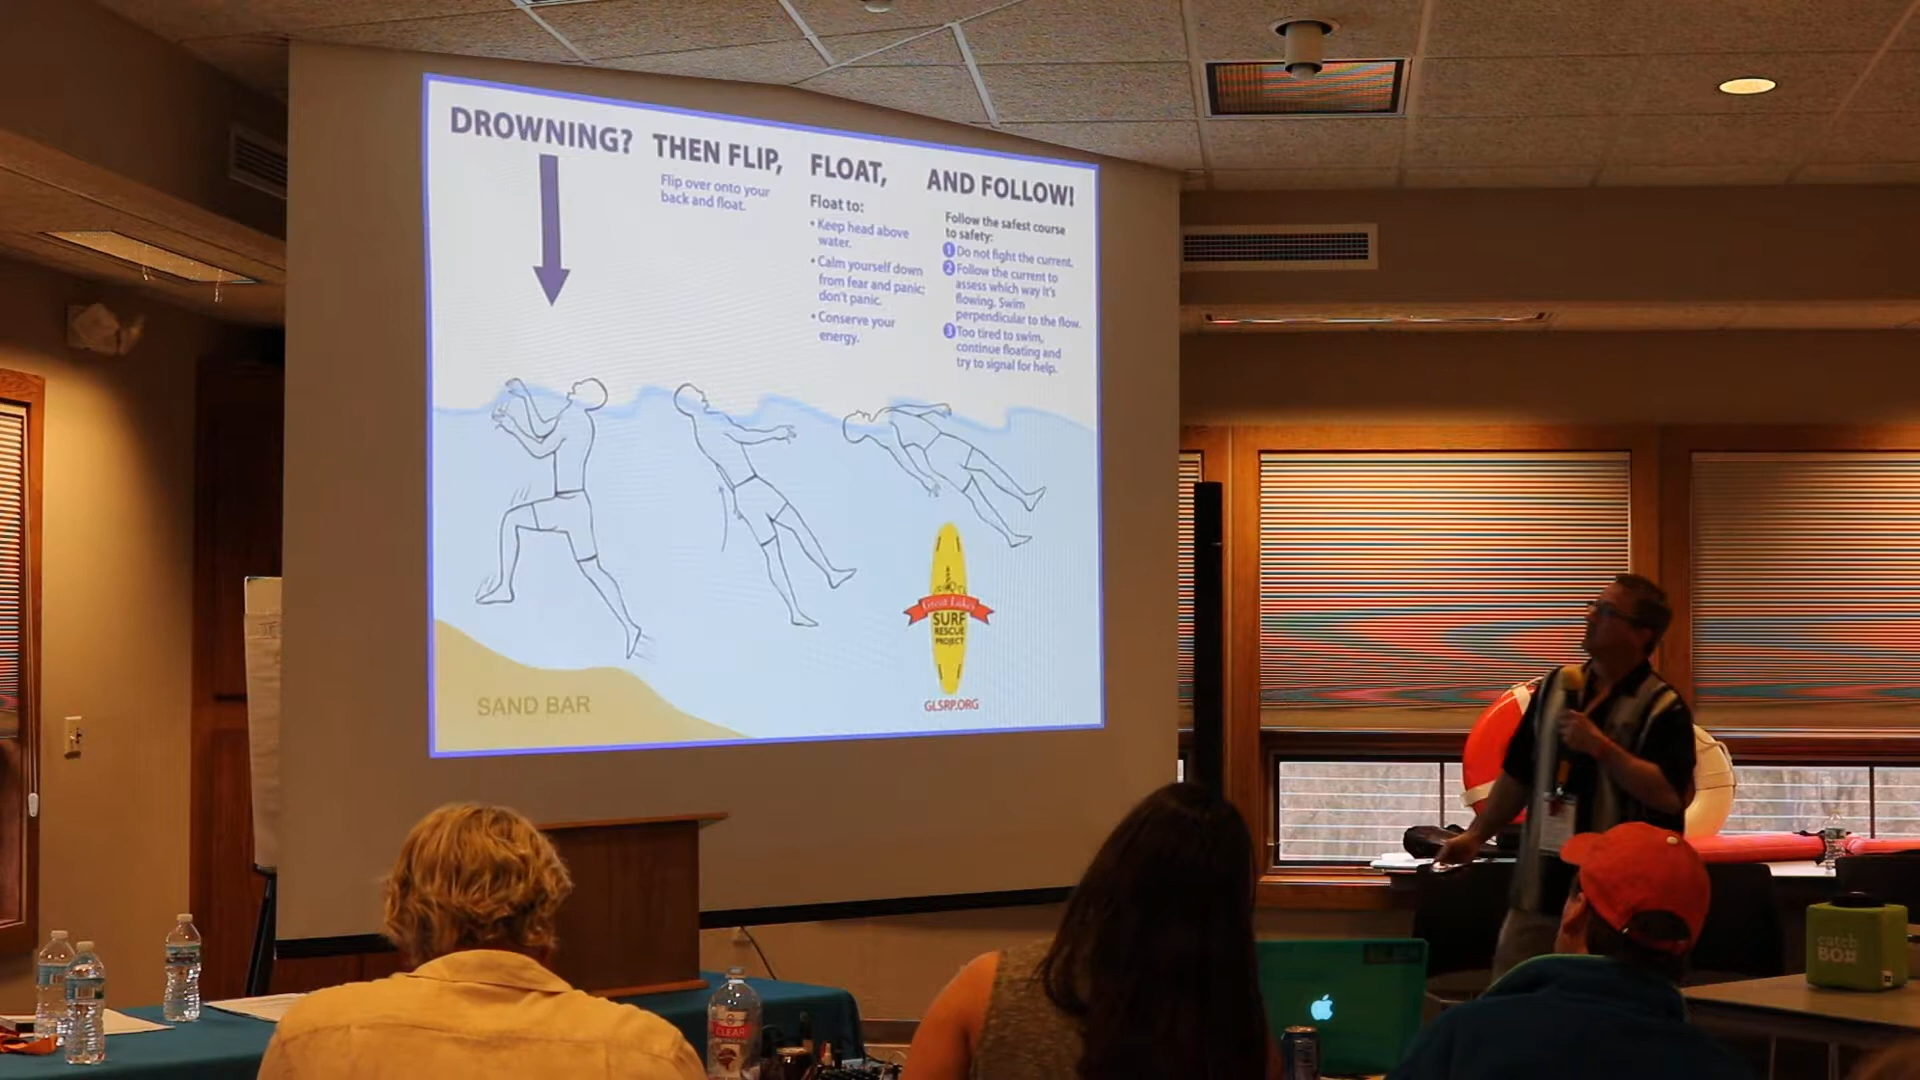 DROWNING?
THEN FLIP,
Flip over onto your
back and float.
FLOAT,
Float to:
• Keep head above
water.
• Calm yourself down
from fear and panic;
don't panic.
• Conserve your
energy.
AND FOLLOW!
Follow the safest course
to safety:
1 Do not fight the current.
2 Follow the current to
assess which way it's
flowing. Swim
perpendicular to the flow.
3 Too tired to swim,
continue floating and
try to signal for help.
SAND BAR
Great Lakes
SURF
RESCUE
PROJECT
GLSRP.ORG
CLEAR
catch
BOX